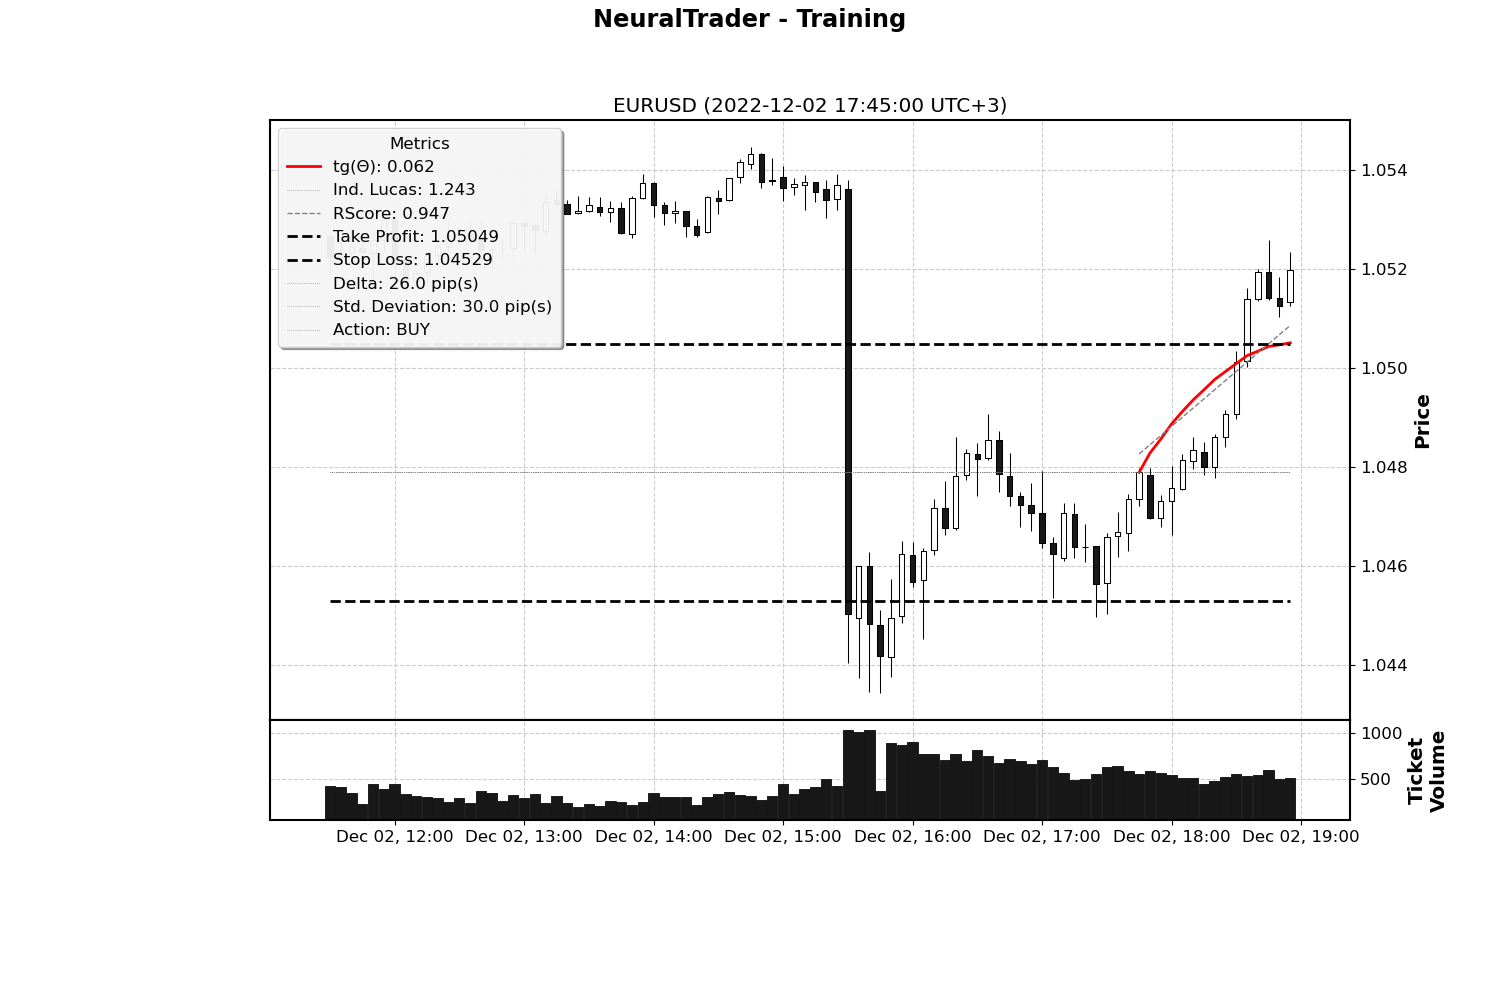 NeuralTrader - Training
EURUSD (2022-12-02 17:45:00 UTC+3)
Metrics
tg(Θ): 0.062
Ind. Lucas: 1.243
RScore: 0.947
Take Profit: 1.05049
Stop Loss: 1.04529
Delta: 26.0 pip(s)
Std. Deviation: 30.0 pip(s)
Action: BUY
1.054
1.052
1.050
1.048
1.046
1.044
Price
1000
500
Ticket
Volume
Dec 02, 12:00 Dec 02, 13:00 Dec 02, 14:00 Dec 02, 15:00 Dec 02, 16:00 Dec 02, 17:00 Dec 02, 18:00 Dec 02, 19:00